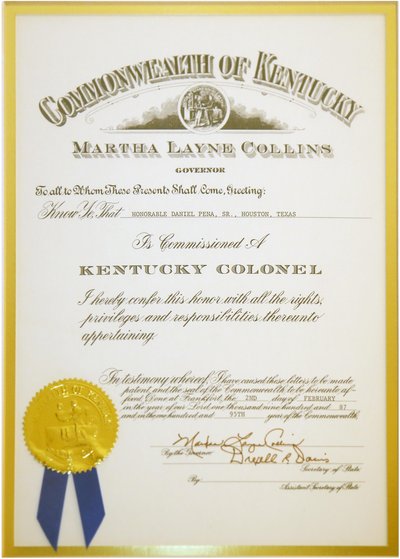 COMMONWEALTH OF KENTUCKY
MARTHA LAYNE COLLINS
GOVERNOR
To all to Whom These Presents Shall Come, Greeting:
Know Ye, That HONORABLE DANIEL PENA, SR., HOUSTON, TEXAS
Is Commissioned A
KENTUCKY COLONEL
I hereby confer this honor with all the rights,
privileges and responsibilities thereunto
appertaining.
In testimony whereof, I have caused these letters to be made
patent, and the seal of the Commonwealth to be hereunto af-
fixed. Done at Frankfort, the 2ND day of FEBRUARY
in the year of our Lord one thousand nine hundred and 87
and in the one hundred and 95TH year of the Commonwealth.
Martha Layne Collins
By the Governor
Drexell R. Davis
Secretary of State
By:
Assistant Secretary of State